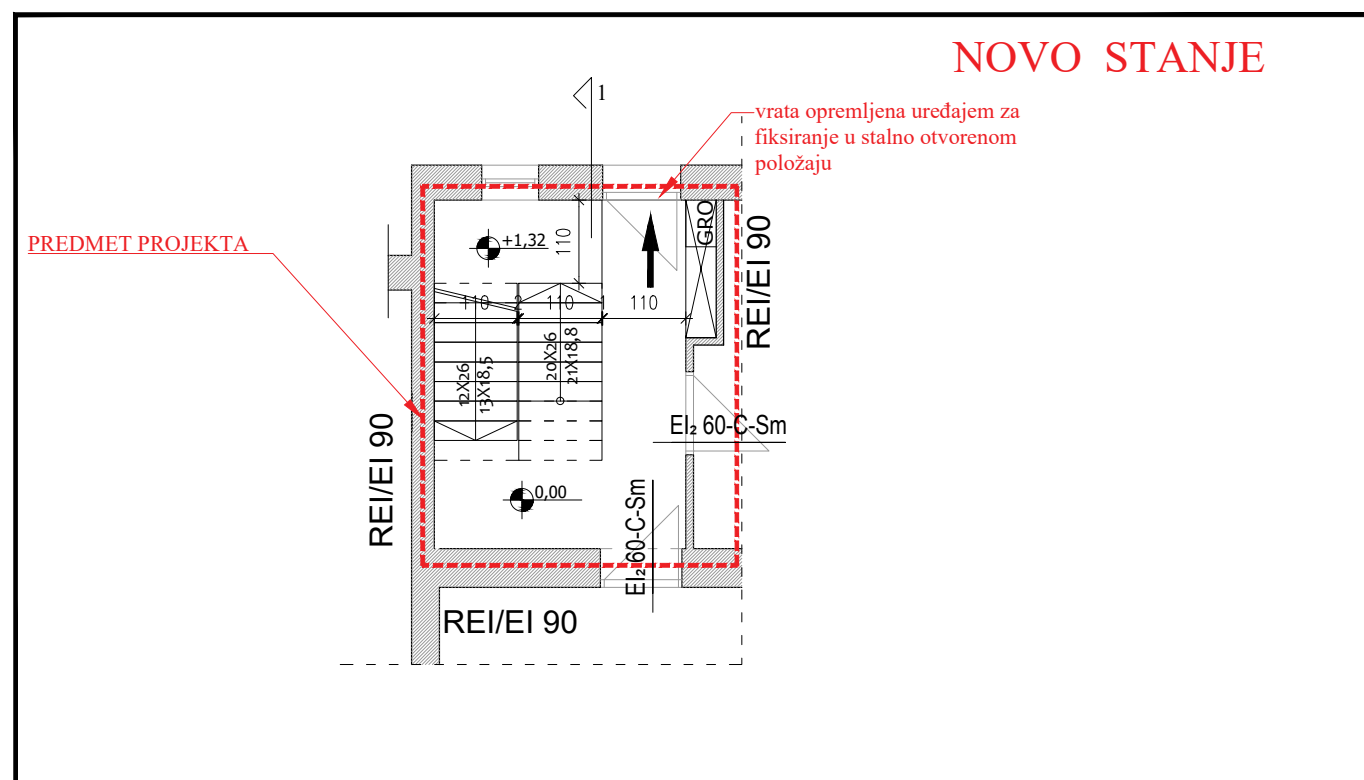 NOVO STANJE
1
vrata opremljena uređajem za
fiksiranje u stalno otvorenom
položaju
PREDMET PROJEKTA
+1,32
110
GRO
REI/EI 90
110
2
110
1
110
12X26
13X18,5
20X26
21X18,8
REI/EI 90
EI₂ 60-C-Sm
0,00
EI₂ 60-C-Sm
REI/EI 90